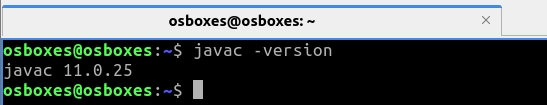 osboxes@osboxes: ~
osboxes@osboxes:~$ javac -version
javac 11.0.25
osboxes@osboxes:~$